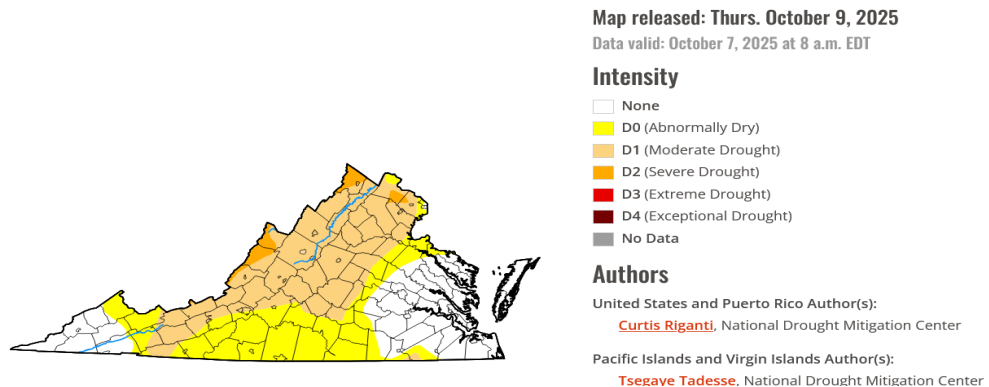 Map released: Thurs. October 9, 2025
Data valid: October 7, 2025 at 8 a.m. EDT
Intensity
None
D0 (Abnormally Dry)
D1 (Moderate Drought)
D2 (Severe Drought)
D3 (Extreme Drought)
D4 (Exceptional Drought)
No Data
Authors
United States and Puerto Rico Author(s):
Curtis Riganti, National Drought Mitigation Center
Pacific Islands and Virgin Islands Author(s):
Tsegaye Tadesse, National Drought Mitigation Center